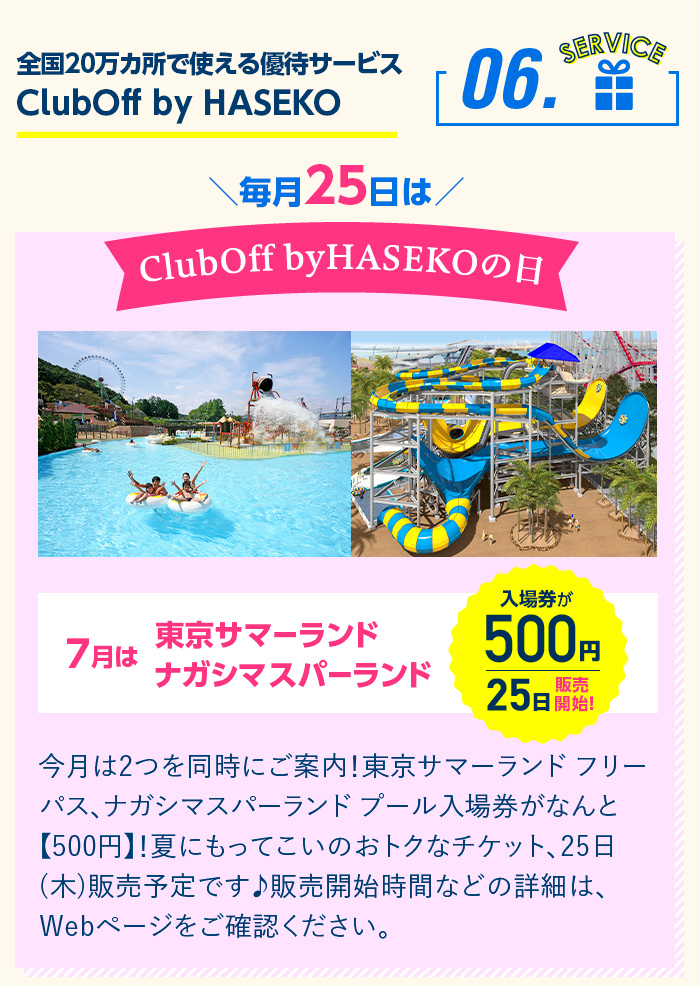 全国20万カ所で使える優待サービス
ClubOff by HASEKO
06.
SERVICE
＼毎月25日は／
ClubOff byHASEKOの日
7月は
東京サマーランド
ナガシマスパーランド
入場券が
500円
25日販売開始!
今月は2つを同時にご案内！東京サマーランド フリー
パス、ナガシマスパーランド プール入場券がなんと
【500円】！夏にもってこいのおトクなチケット、25日
(木)販売予定です♪販売開始時間などの詳細は、
Webページをご確認ください。